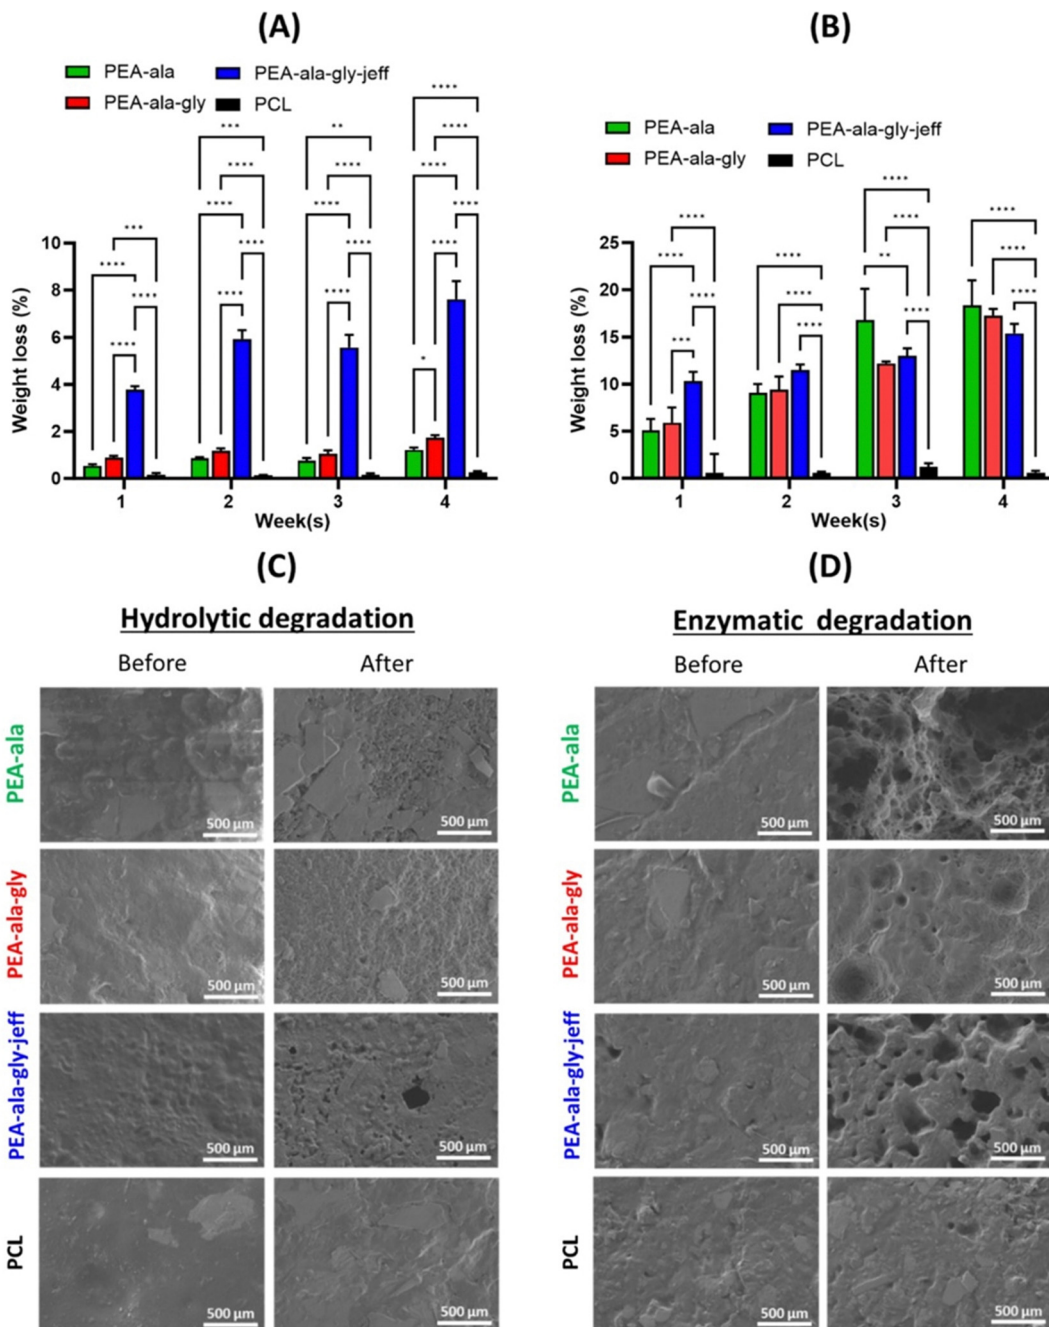 (A)
PEA-ala
PEA-ala-gly
PEA-ala-gly-jeff
PCL
****
*** ** **** ****
**** **** ****
**** **** **** ****
*** **** **** ****
**** **** **** ****
****
*
Weight loss (%)
10
8
6
4
2
0
1 2 3 4
Week(s)
(B)
PEA-ala
PEA-ala-gly
PEA-ala-gly-jeff
PCL
****
**** **** ****
**** **** ** ****
**** **** **** ****
*** ****
Weight loss (%)
25
20
15
10
5
0
1 2 3 4
Week(s)
(C)
Hydrolytic degradation
Before After
PEA-ala
500 µm 500 µm
PEA-ala-gly
500 µm 500 µm
PEA-ala-gly-jeff
500 µm 500 µm
PCL
500 µm 500 µm
(D)
Enzymatic degradation
Before After
PEA-ala
500 µm 500 µm
PEA-ala-gly
500 µm 500 µm
PEA-ala-gly-jeff
500 µm 500 µm
PCL
500 µm 500 µm